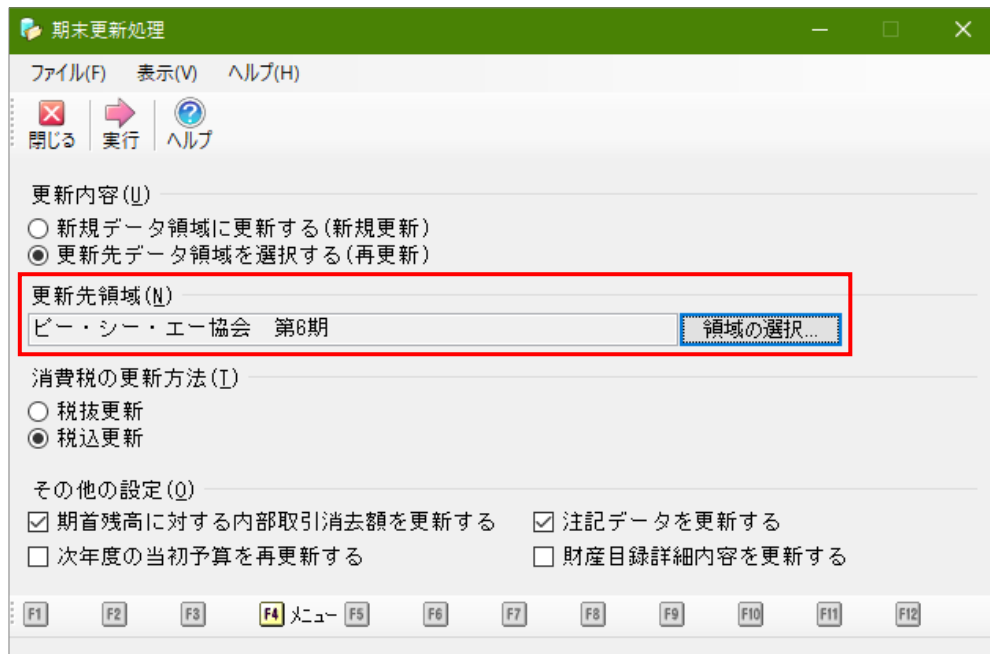 期末更新処理
ファイル(F) 表示(V) ヘルプ(H)
閉じる 実行 ヘルプ
更新内容(U)
新規データ領域に更新する(新規更新)
更新先データ領域を選択する(再更新)
更新先領域(N)
ビー・シー・エー協会 第6期 領域の選択...
消費税の更新方法(T)
税抜更新
税込更新
その他の設定(O)
期首残高に対する内部取引消去額を更新する 注記データを更新する
次年度の当初予算を再更新する 財産目録詳細内容を更新する
F1 F2 F3 F4 メニュー F5 F6 F7 F8 F9 F10 F11 F12